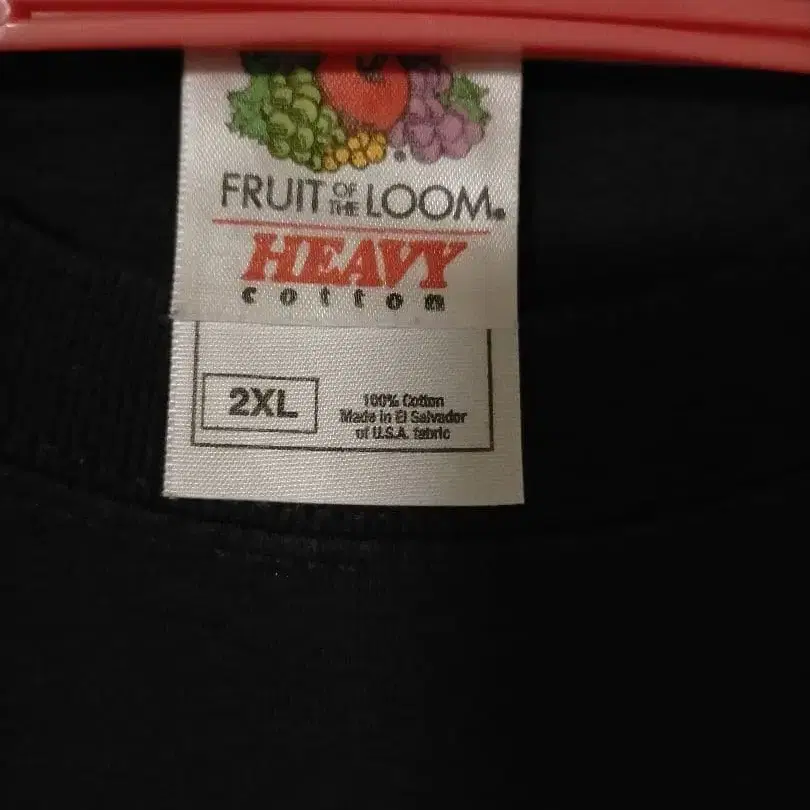 FRUIT OF THE LOOM®
HEAVY
cotton
2XL
100% Cotton
Made in El Salvador
of U.S.A. fabric